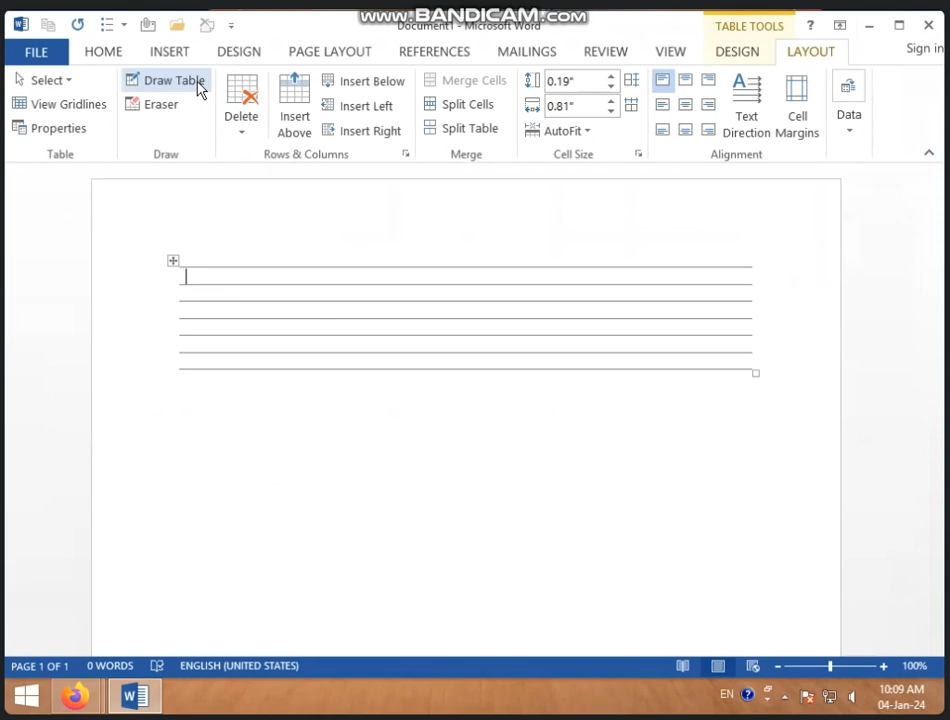 www.BANDICAM.com
Document1 - Microsoft Word
TABLE TOOLS
?
FILE
HOME
INSERT
DESIGN
PAGE LAYOUT
REFERENCES
MAILINGS
REVIEW
VIEW
DESIGN
LAYOUT
Sign in
Select
View Gridlines
Properties
Table
Draw Table
Eraser
Draw
Delete
Insert
Above
Insert Below
Insert Left
Insert Right
Rows & Columns
Merge Cells
Split Cells
Split Table
Merge
0.19"
0.81"
AutoFit
Cell Size
Text
Direction
Cell
Margins
Alignment
Data
PAGE 1 OF 1
0 WORDS
ENGLISH (UNITED STATES)
100%
EN
10:09 AM
04-Jan-24